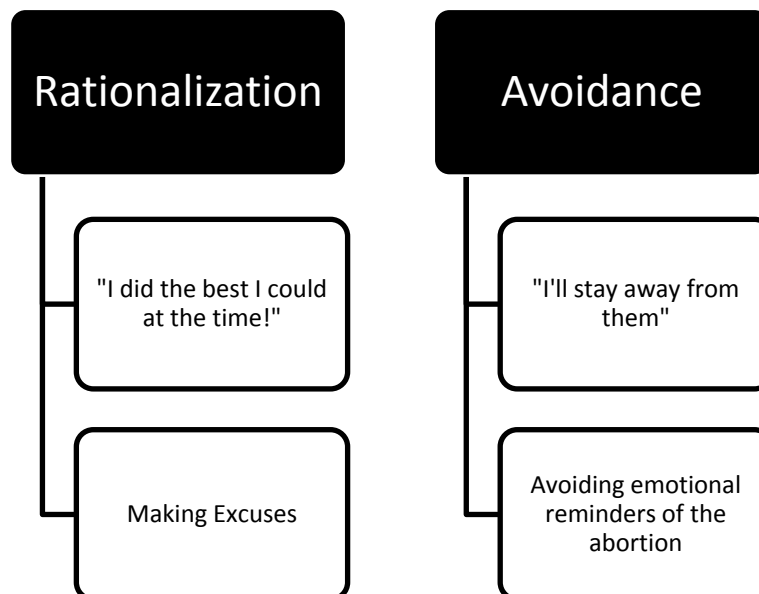 Rationalization
"I did the best I could
at the time!"
Making Excuses
Avoidance
"I'll stay away from
them"
Avoiding emotional
reminders of the
abortion